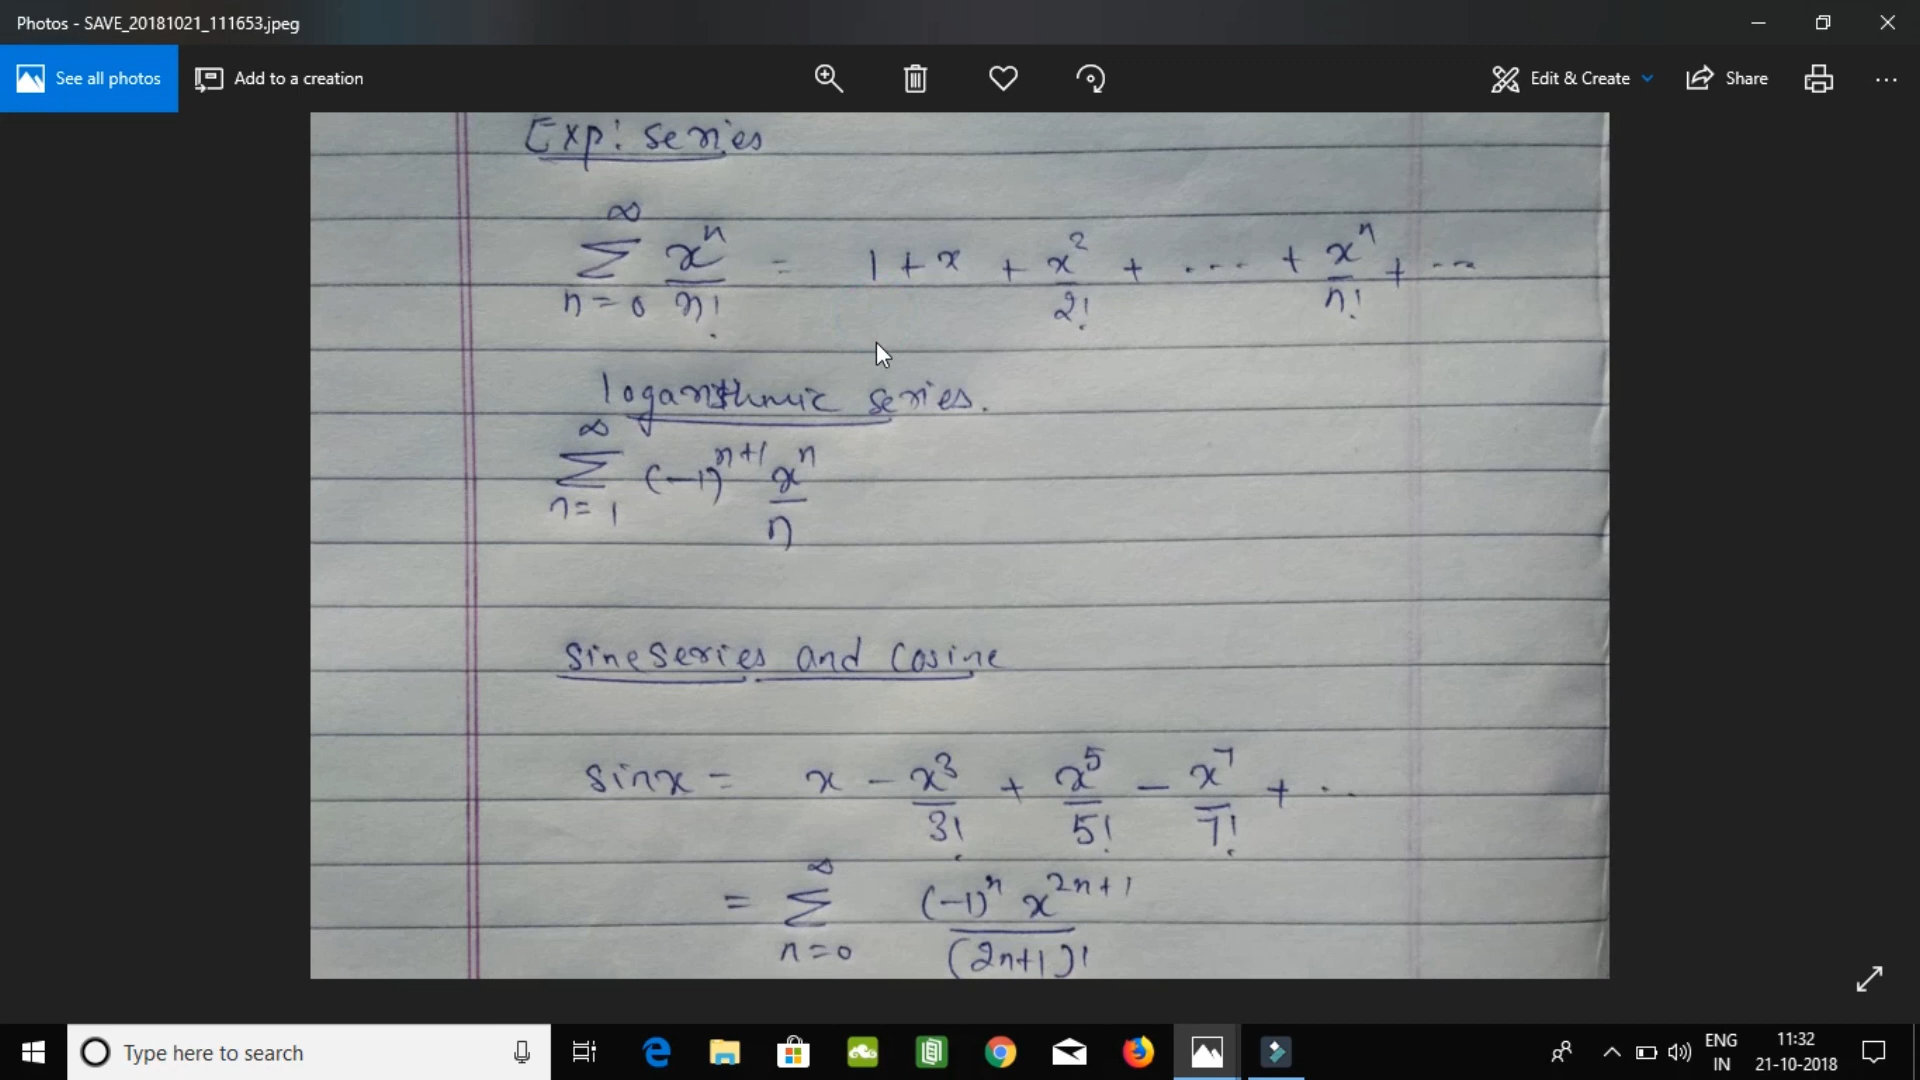 Photos - SAVE_20181021_111653.jpeg
See all photos
Add to a creation
Edit & Create
Share
Exp! series
∞
∑ xⁿ/n! = 1 + x + x²/2! + .... + xⁿ/n! + ...
n=0
logarithmic series.
∞
∑ (-1)ⁿ⁺¹ xⁿ/n
n=1
Sine series and Cosine
sinx = x - x³/3! + x⁵/5! - x⁷/7! + ..
∞
= ∑ (-1)ⁿ x²ⁿ⁺¹/(2n+1)!
n=0
Type here to search
ENG
IN
11:32
21-10-2018